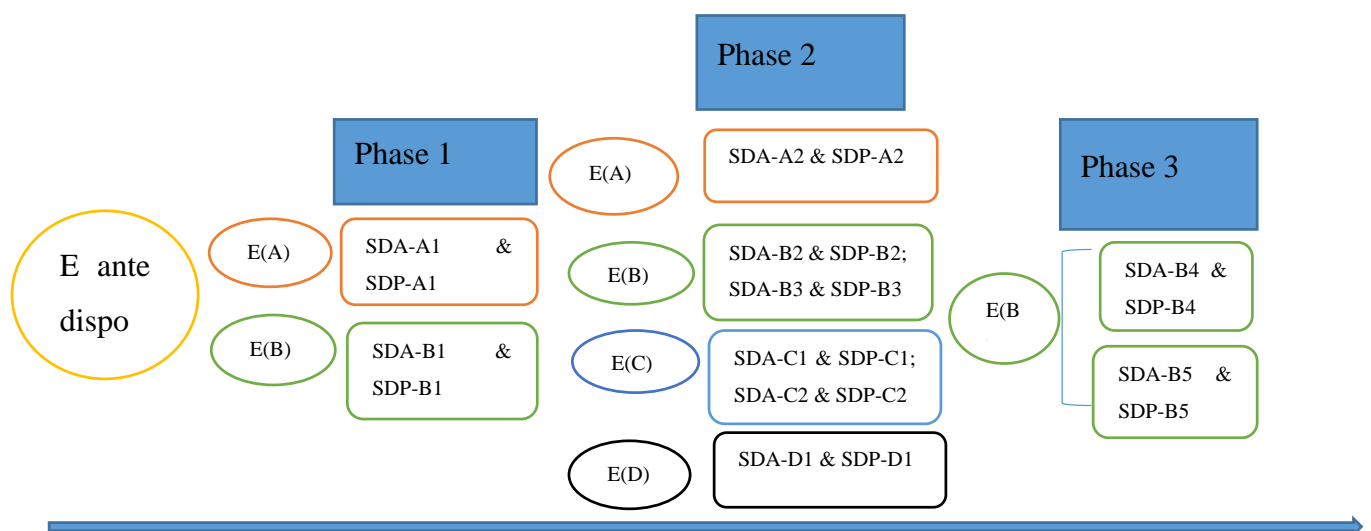 Phase 2
Phase 1
Phase 3
E ante
dispo
E(A)
SDA-A1 &
SDP-A1
E(B)
SDA-B1 &
SDP-B1
E(A)
SDA-A2 & SDP-A2
E(B)
SDA-B2 & SDP-B2;
SDA-B3 & SDP-B3
E(C)
SDA-C1 & SDP-C1;
SDA-C2 & SDP-C2
E(D)
SDA-D1 & SDP-D1
E(B
SDA-B4 &
SDP-B4
SDA-B5 &
SDP-B5